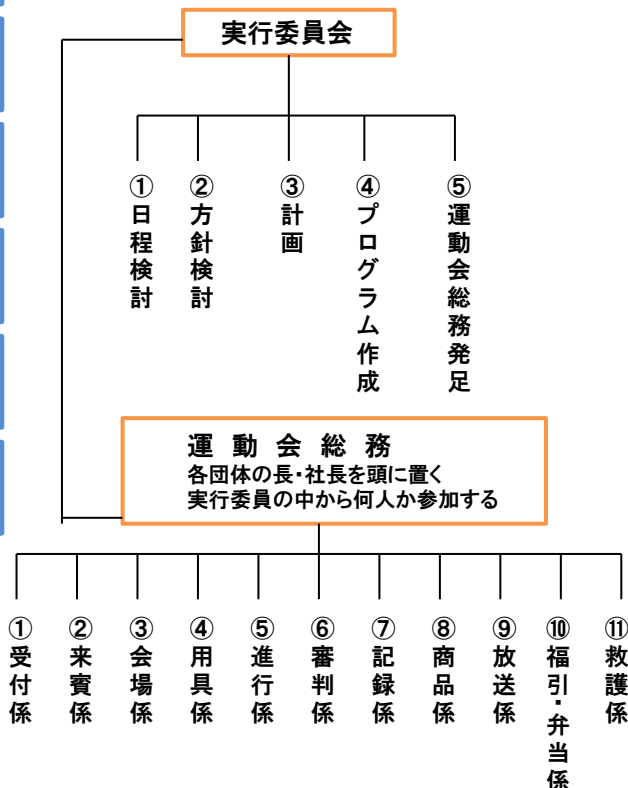 実行委員会
①日程検討
②方針検討
③計画
④プログラム作成
⑤運動会総務発足
運動会総務
各団体の長・社長を頭に置く
実行委員の中から何人か参加する
①受付係
②来賓係
③会場係
④用具係
⑤進行係
⑥審判係
⑦記録係
⑧商品係
⑨放送係
⑩福引・弁当係
⑪救護係